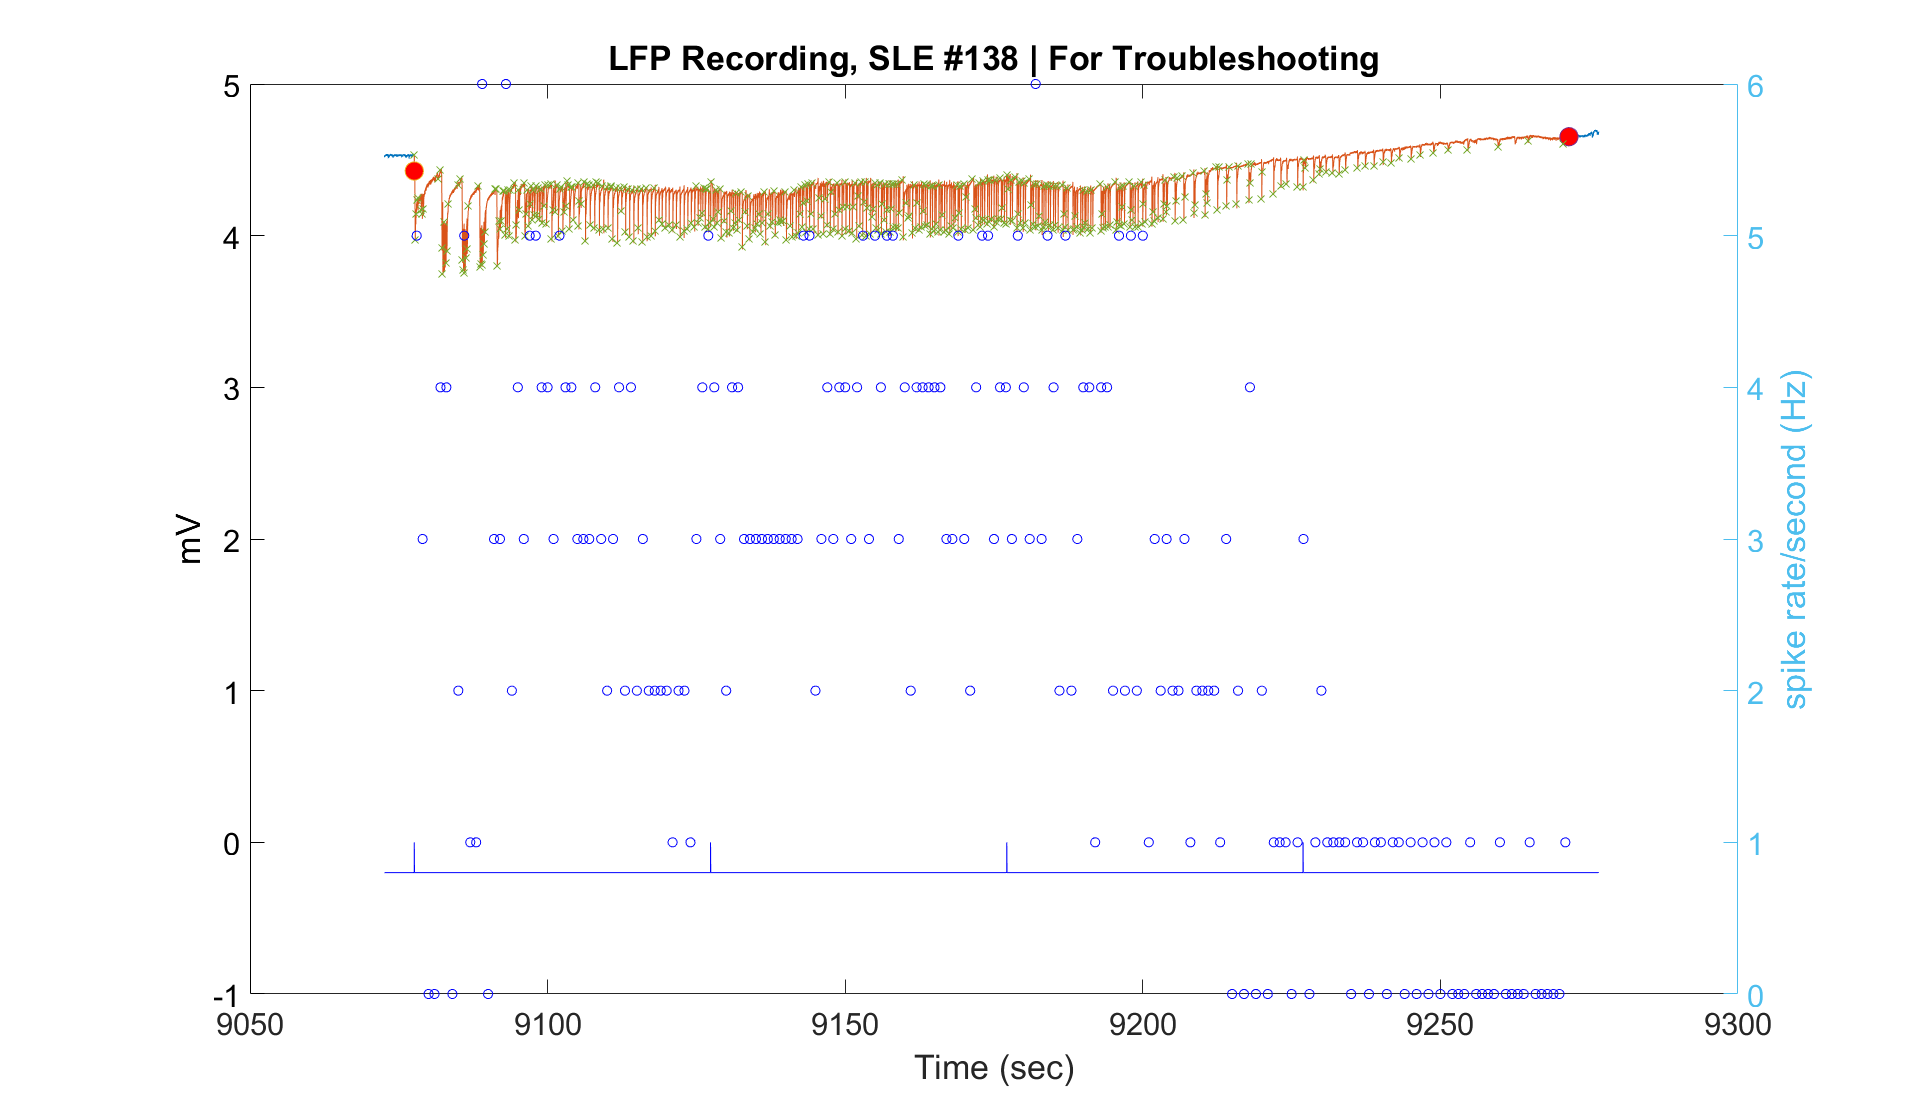 LFP Recording, SLE #138 | For Troubleshooting
5
4
3
2
1
0
-1
mV
6
5
4
3
2
1
0
spike rate/second (Hz)
9050 9100 9150 9200 9250 9300
Time (sec)